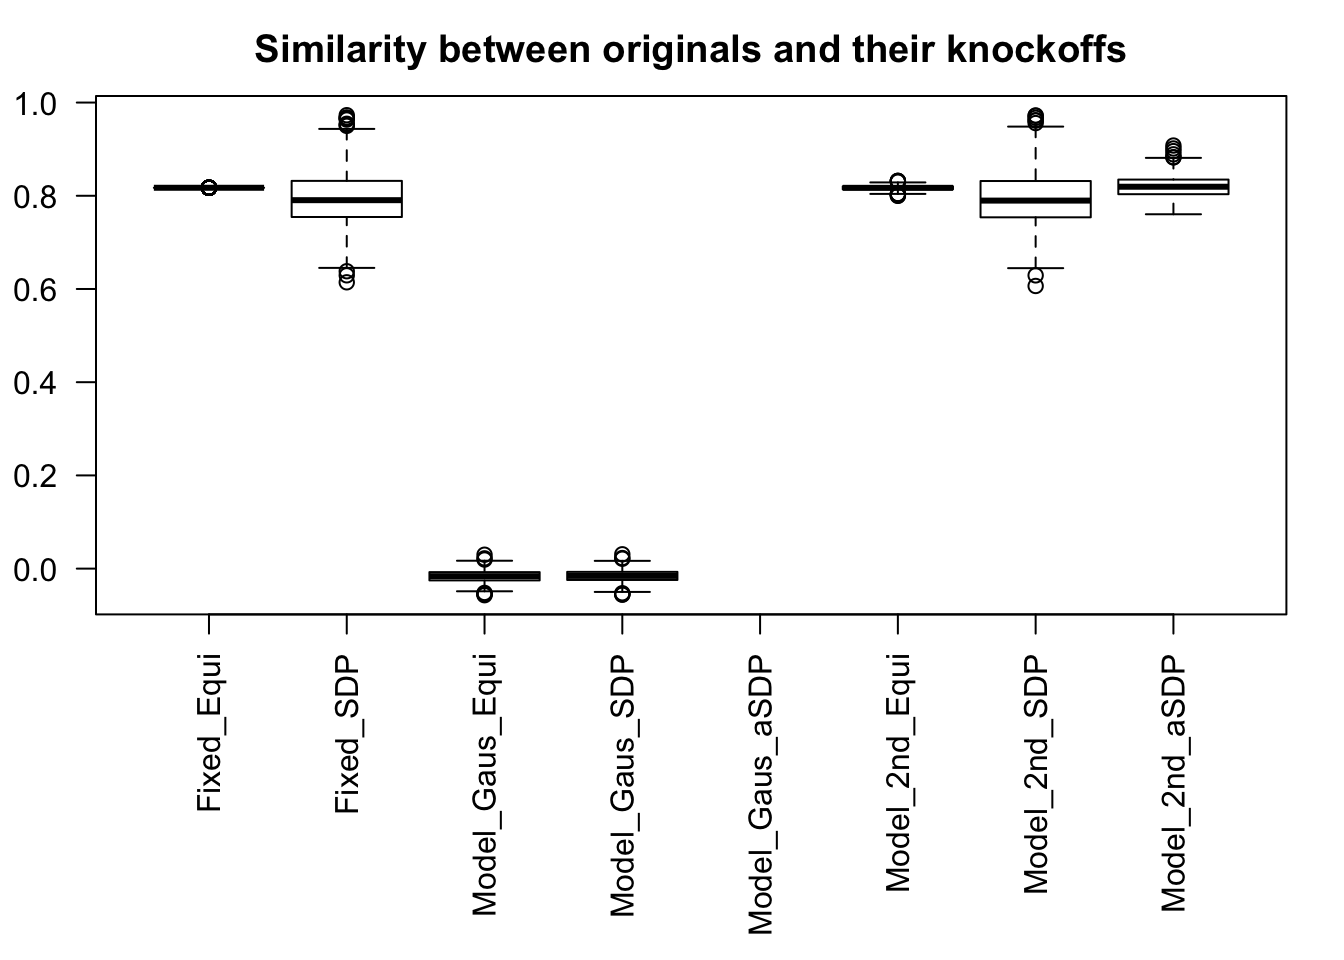 Similarity between originals and their knockoffs
1.0
0.8
0.6
0.4
0.2
0.0
Fixed_Equi
Fixed_SDP
Model_Gaus_Equi
Model_Gaus_SDP
Model_Gaus_aSDP
Model_2nd_Equi
Model_2nd_SDP
Model_2nd_aSDP